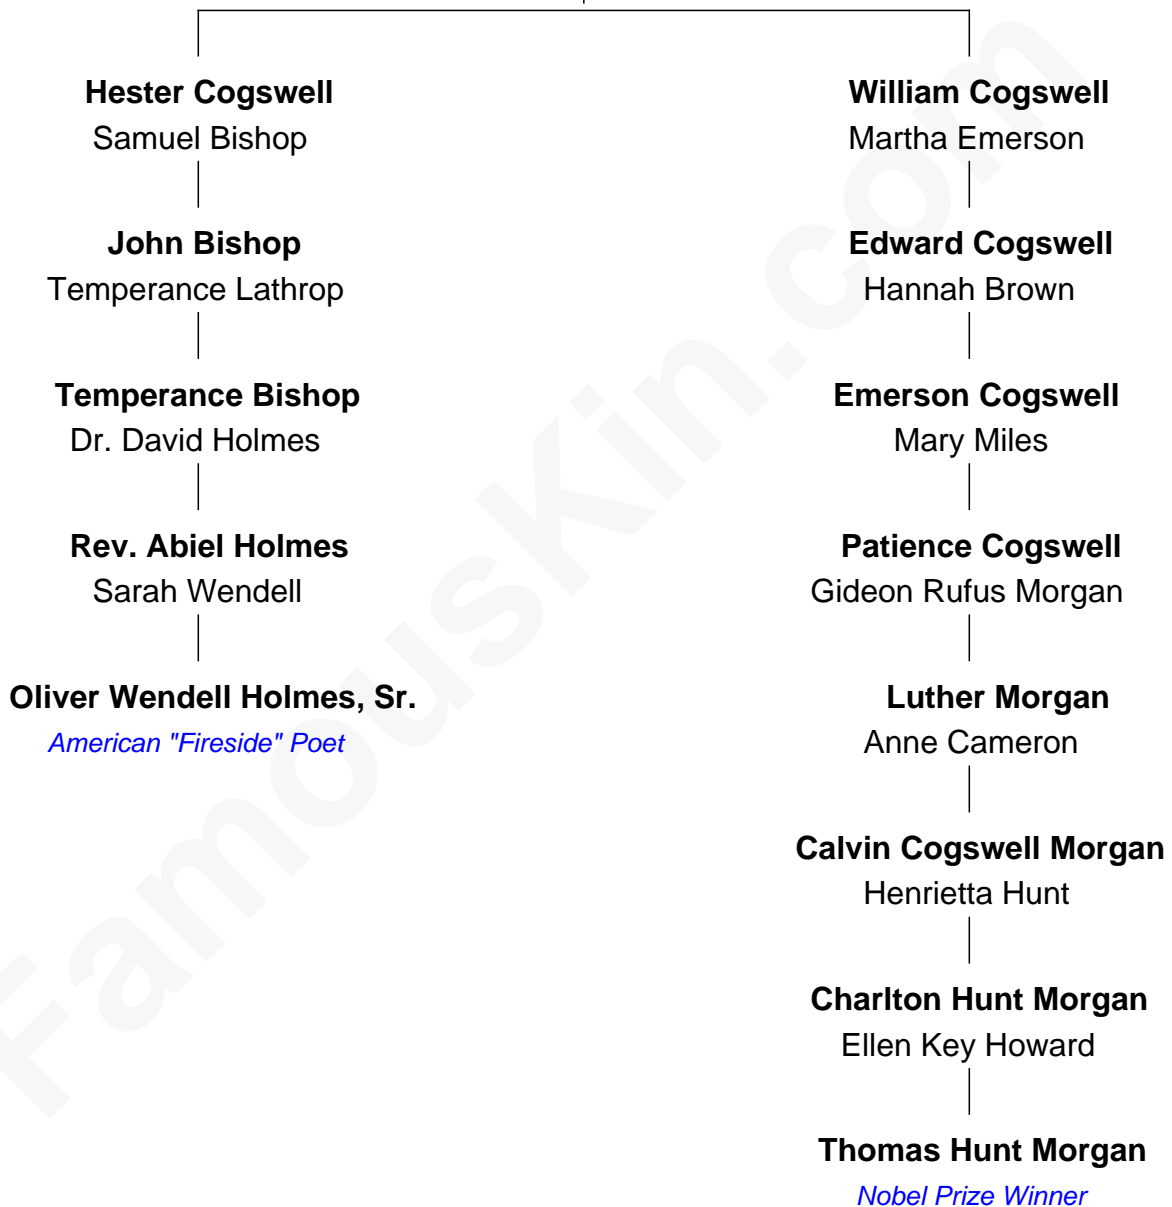 Hester Cogswell
Samuel Bishop
John Bishop
Temperance Lathrop
Temperance Bishop
Dr. David Holmes
Rev. Abiel Holmes
Sarah Wendell
Oliver Wendell Holmes, Sr.
American "Fireside" Poet
William Cogswell
Martha Emerson
Edward Cogswell
Hannah Brown
Emerson Cogswell
Mary Miles
Patience Cogswell
Gideon Rufus Morgan
Luther Morgan
Anne Cameron
Calvin Cogswell Morgan
Henrietta Hunt
Charlton Hunt Morgan
Ellen Key Howard
Thomas Hunt Morgan
Nobel Prize Winner
FamousKin.com